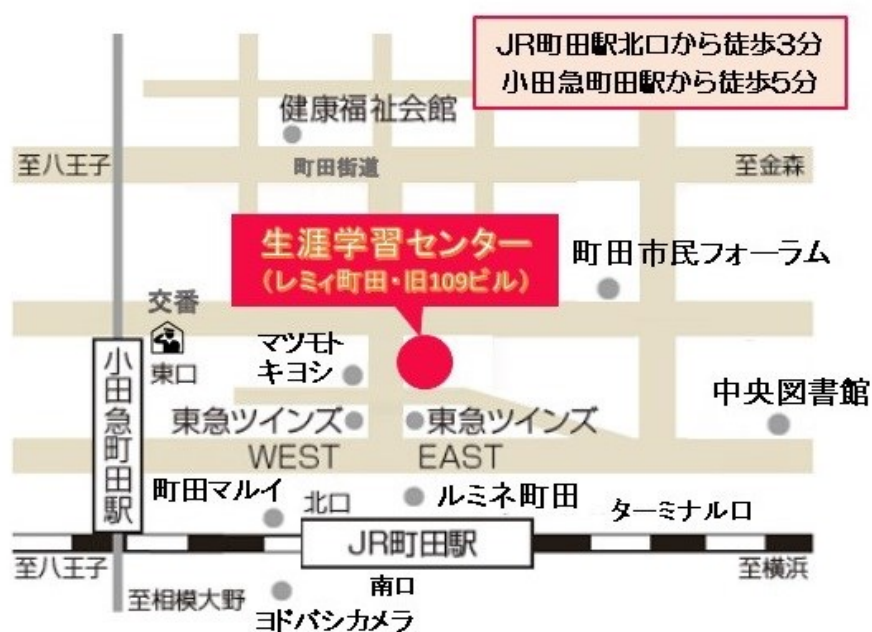 JR町田駅北口から徒歩3分
小田急町田駅から徒歩5分
健康福祉会館
至八王子
町田街道
至金森
生涯学習センター
(レミィ町田・旧109ビル)
町田市民フォーラム
交番
東口
マツモト
キヨシ
小田急町田駅
中央図書館
東急ツインズ
WEST
東急ツインズ
EAST
町田マルイ
北口
ルミネ町田
ターミナル口
JR町田駅
至八王子
至横浜
至相模大野
南口
ヨドバシカメラ